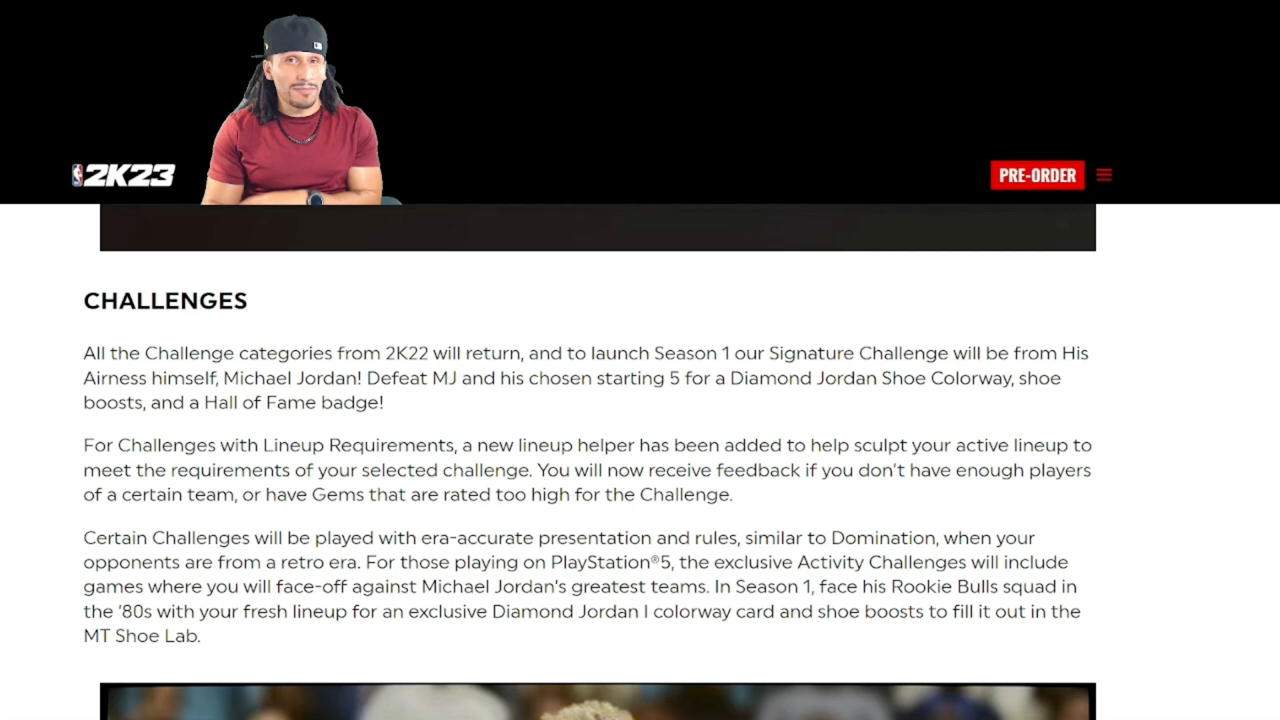 2K23
PRE-ORDER
CHALLENGES
All the Challenge categories from 2K22 will return, and to launch Season 1 our Signature Challenge will be from His
Airness himself, Michael Jordan! Defeat MJ and his chosen starting 5 for a Diamond Jordan Shoe Colorway, shoe
boosts, and a Hall of Fame badge!
For Challenges with Lineup Requirements, a new lineup helper has been added to help sculpt your active lineup to
meet the requirements of your selected challenge. You will now receive feedback if you don’t have enough players
of a certain team, or have Gems that are rated too high for the Challenge.
Certain Challenges will be played with era-accurate presentation and rules, similar to Domination, when your
opponents are from a retro era. For those playing on PlayStation®5, the exclusive Activity Challenges will include
games where you will face-off against Michael Jordan’s greatest teams. In Season 1, face his Rookie Bulls squad in
the ’80s with your fresh lineup for an exclusive Diamond Jordan I colorway card and shoe boosts to fill it out in the
MT Shoe Lab.